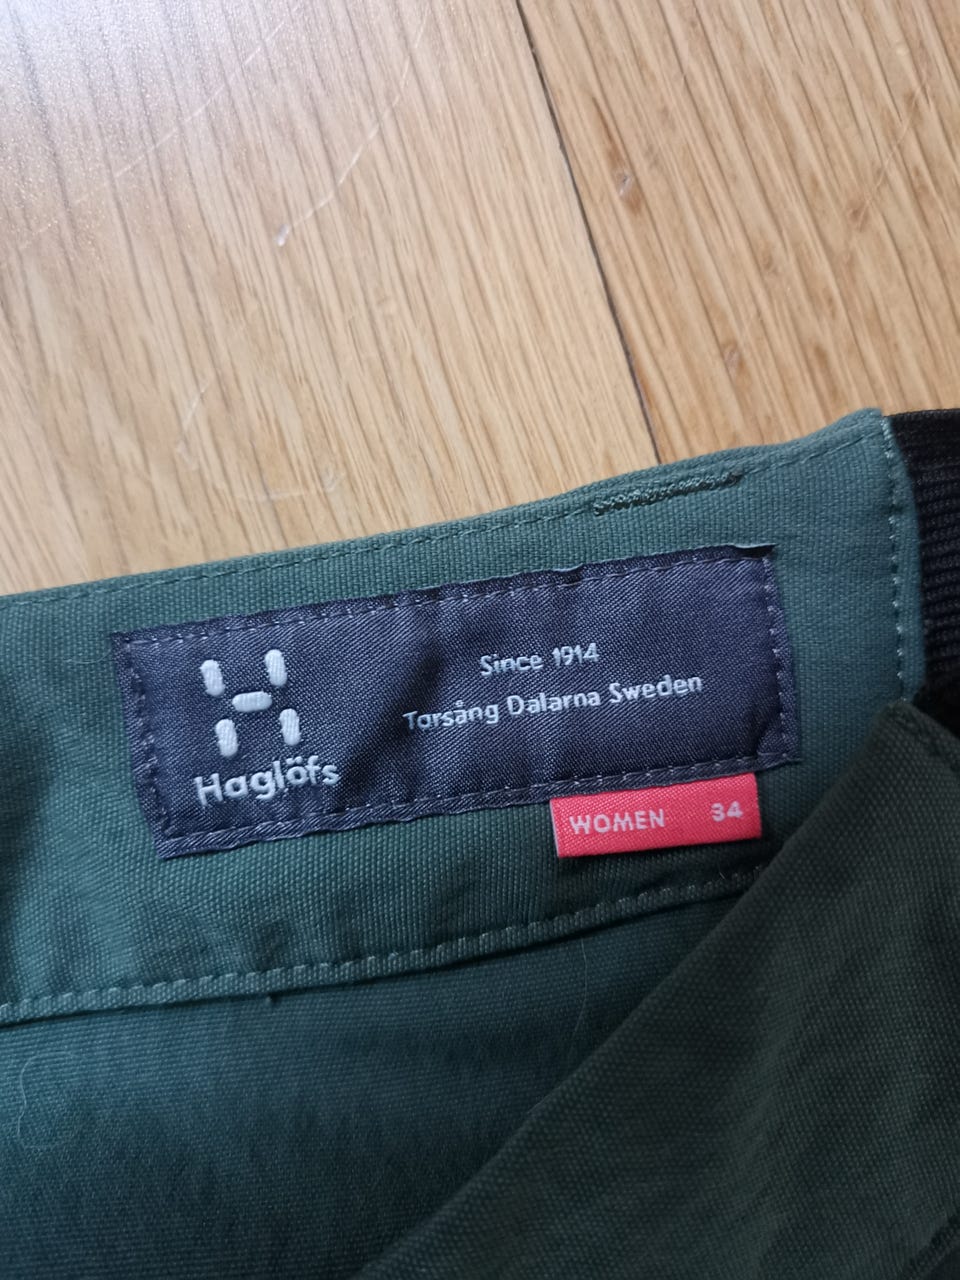 Haglöfs
Since 1914
Torsång Dalarna Sweden
WOMEN 34